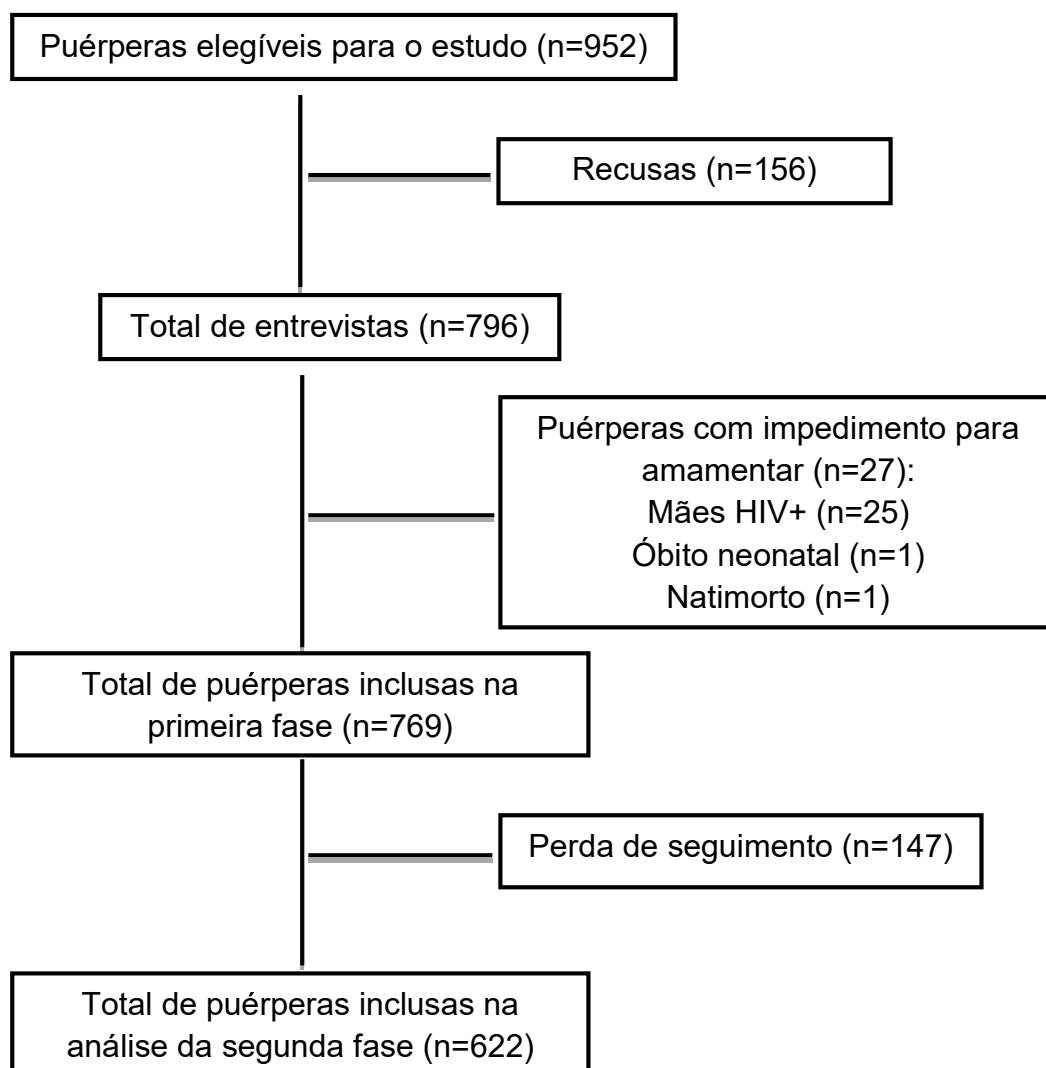 Puérperas elegíveis para o estudo (n=952)
Recusas (n=156)
Total de entrevistas (n=796)
Puérperas com impedimento para
amamentar (n=27):
Mães HIV+ (n=25)
Óbito neonatal (n=1)
Natimorto (n=1)
Total de puérperas inclusas na
primeira fase (n=769)
Perda de seguimento (n=147)
Total de puérperas inclusas na
análise da segunda fase (n=622)